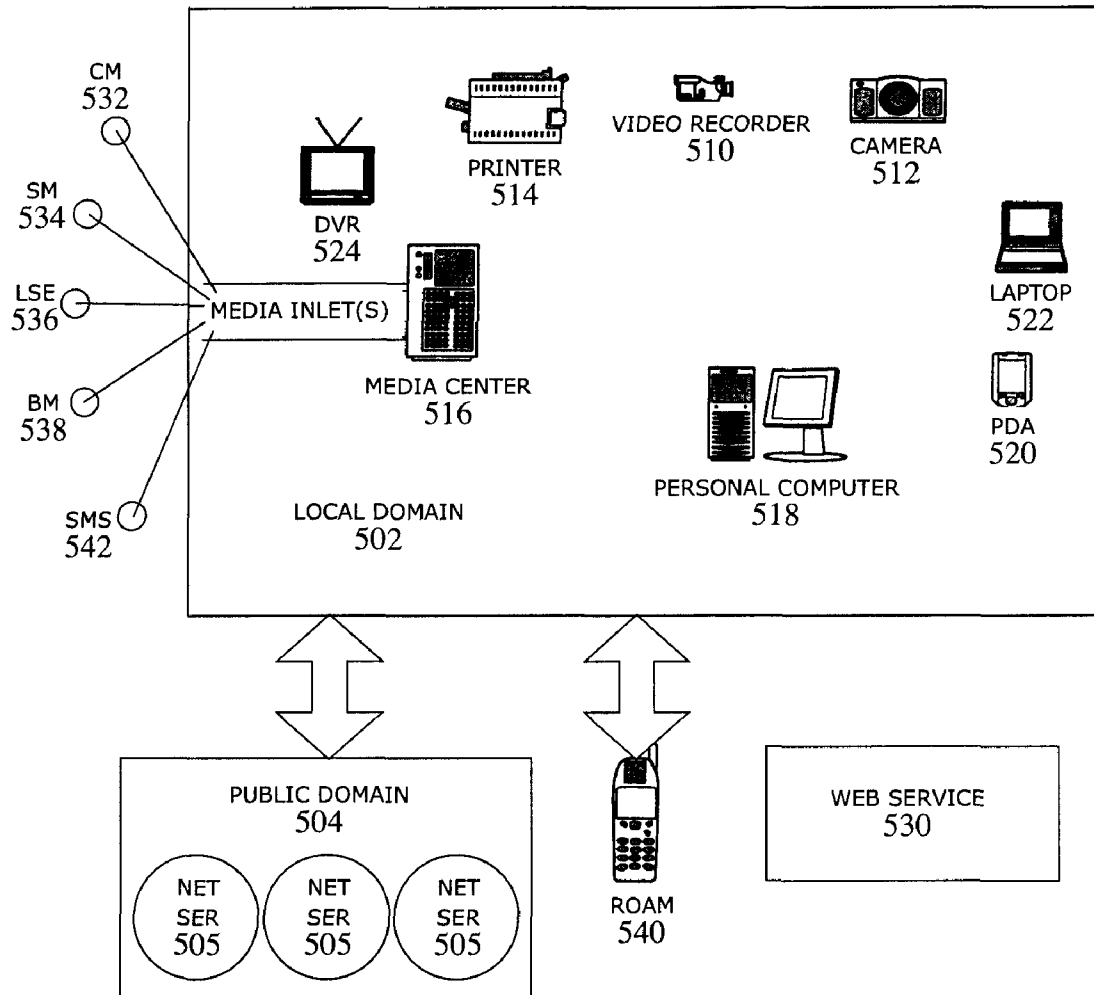 CM
532
SM
534
LSE
536
BM
538
SMS
542
MEDIA INLET(S)
DVR
524
PRINTER
514
VIDEO RECORDER
510
CAMERA
512
LAPTOP
522
MEDIA CENTER
516
PDA
520
PERSONAL COMPUTER
518
LOCAL DOMAIN
502
PUBLIC DOMAIN
504
NET
SER
505
NET
SER
505
NET
SER
505
ROAM
540
WEB SERVICE
530